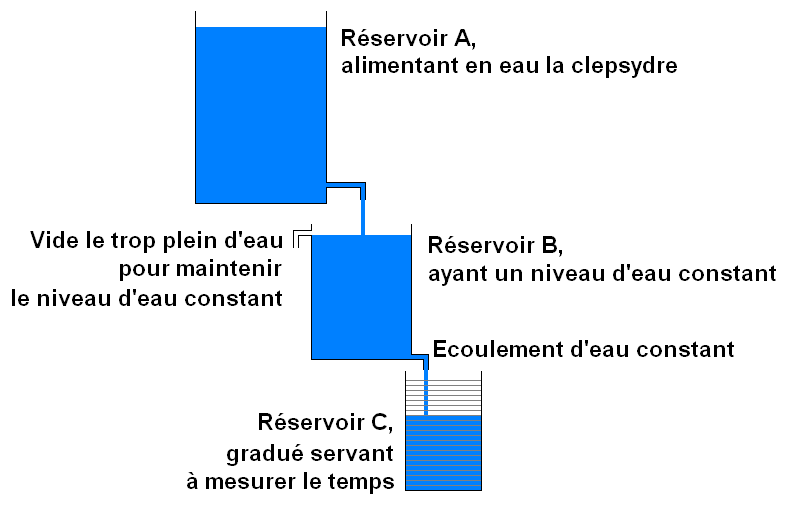 Réservoir A,
alimentant en eau la clepsydre
Vide le trop plein d'eau
pour maintenir
le niveau d'eau constant
Réservoir B,
ayant un niveau d'eau constant
Ecoulement d'eau constant
Réservoir C,
gradué servant
à mesurer le temps